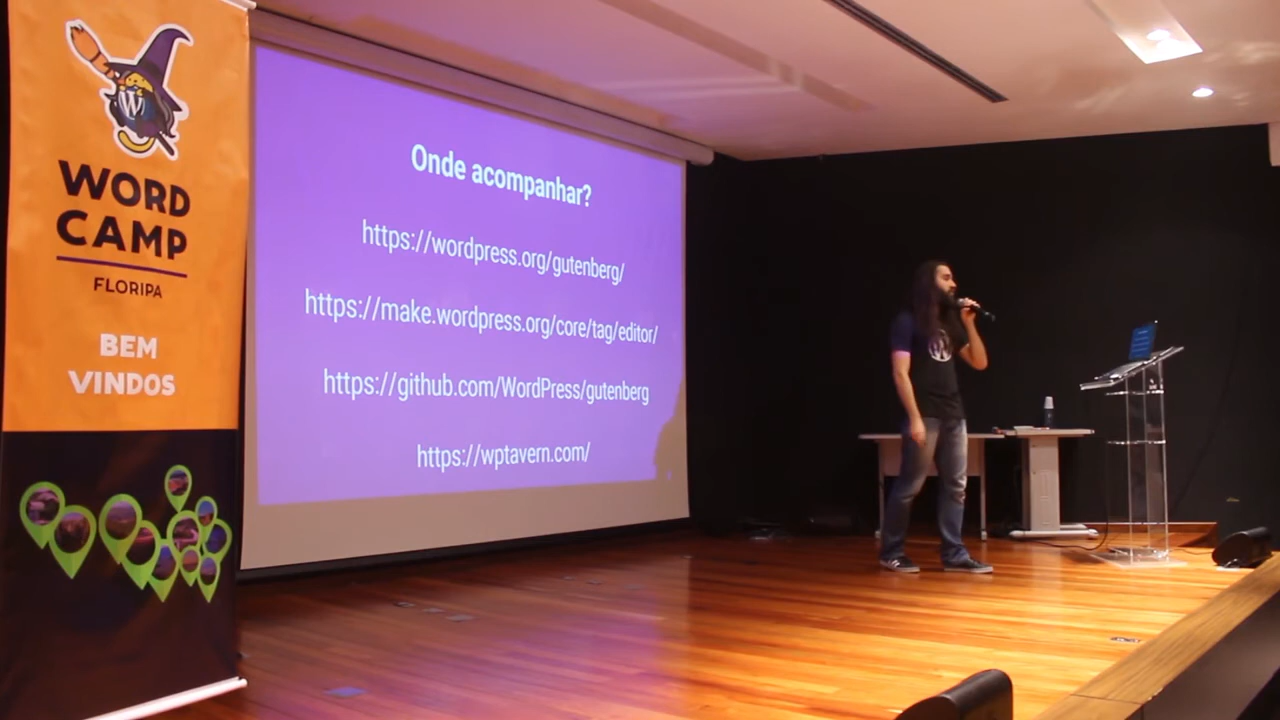 WORD
CAMP
FLORIPA
BEM
VINDOS
Onde acompanhar?
https://wordpress.org/gutenberg/
https://make.wordpress.org/core/tag/editor/
https://github.com/WordPress/gutenberg
https://wptavern.com/